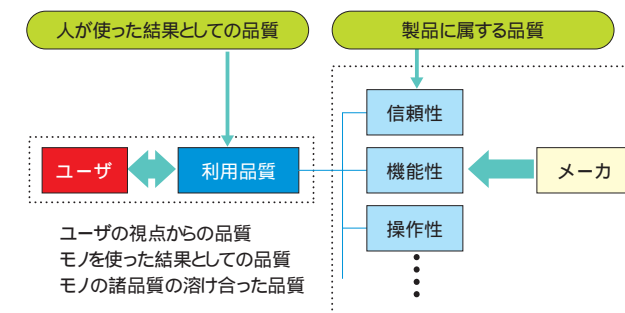 人が使った結果としての品質
製品に属する品質
信頼性
ユーザ
利用品質
機能性
メーカ
操作性
ユーザの視点からの品質
モノを使った結果としての品質
モノの諸品質の溶け合った品質